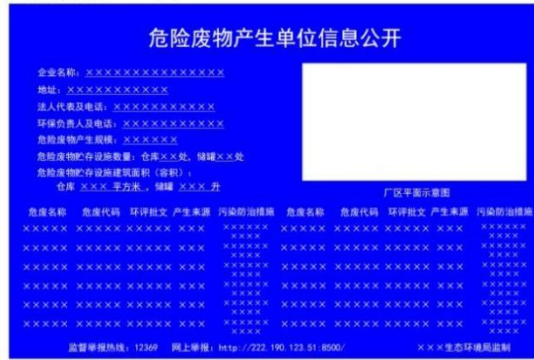 危险废物产生单位信息公开
企业名称：×××××××××××××××
地址：×××××××××××
法人代表及电话：×××××××××××
环保负责人及电话：×××××××××××
危险废物产生规模：××××××
危险废物贮存设施数量：仓库××处，储罐××处
危险废物贮存设施建筑面积（容积）：
仓库 ××× 平方米，储罐 ××× 升
厂区平面示意图
危废名称 危废代码 环评批文 产生来源 污染防治措施 危废名称 危废代码 环评批文 产生来源 污染防治措施
××××× ××××× ××××× ××× ×××××××××× ××××× ××××× ××××× ××× ××××××××××
××××× ××××× ××××× ××× ×××××××××× ××××× ××××× ××××× ××× ××××××××××
××××× ××××× ××××× ××× ×××××××××× ××××× ××××× ××××× ××× ××××××××××
××××× ××××× ××××× ××× ×××××××××× ××××× ××××× ××××× ××× ××××××××××
××××× ××××× ××××× ××× ×××××××××× ××××× ××××× ××××× ××× ××××××××××
××××× ××××× ××××× ××× ×××××××××× ××××× ××××× ××××× ××× ××××××××××
监督举报热线：12369 网上举报：http://222.190.123.51:8500/ ×××生态环境局监制